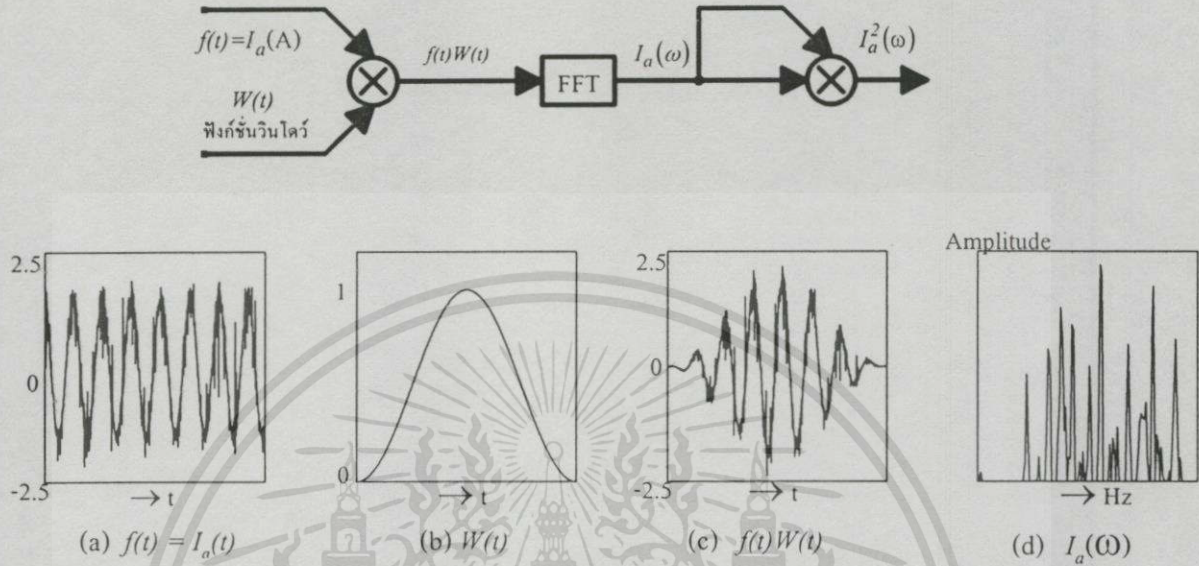 f(t)=I_a(A)
W(t)
ฟังก์ชั่นวินโดว์
f(t)W(t)
FFT
I_a(ω)
I_a^2(ω)
2.5
0
-2.5
→ t
(a) f(t) = I_a(t)
1
0
→ t
(b) W(t)
2.5
0
-2.5
→ t
(c) f(t)W(t)
Amplitude
→ Hz
(d) I_a(ω)